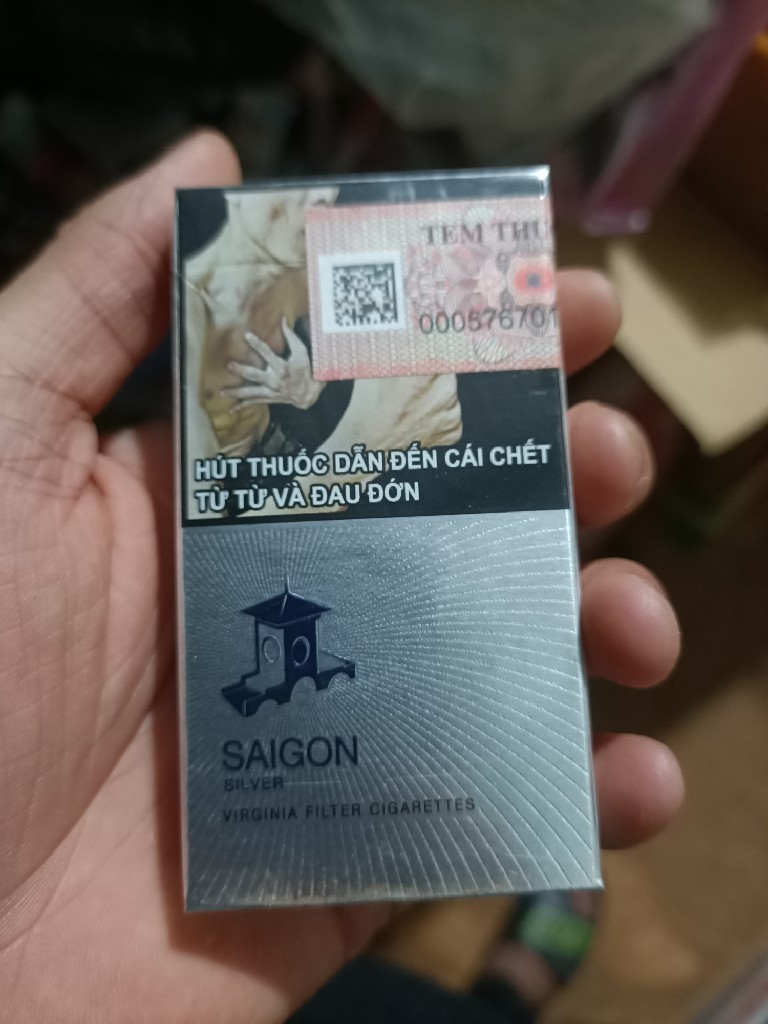 TEM THU
000576701
HÚT THUỐC DẪN ĐẾN CÁI CHẾT
TỪ TỪ VÀ ĐAU ĐỚN
SAIGON
SILVER
VIRGINIA FILTER CIGARETTES